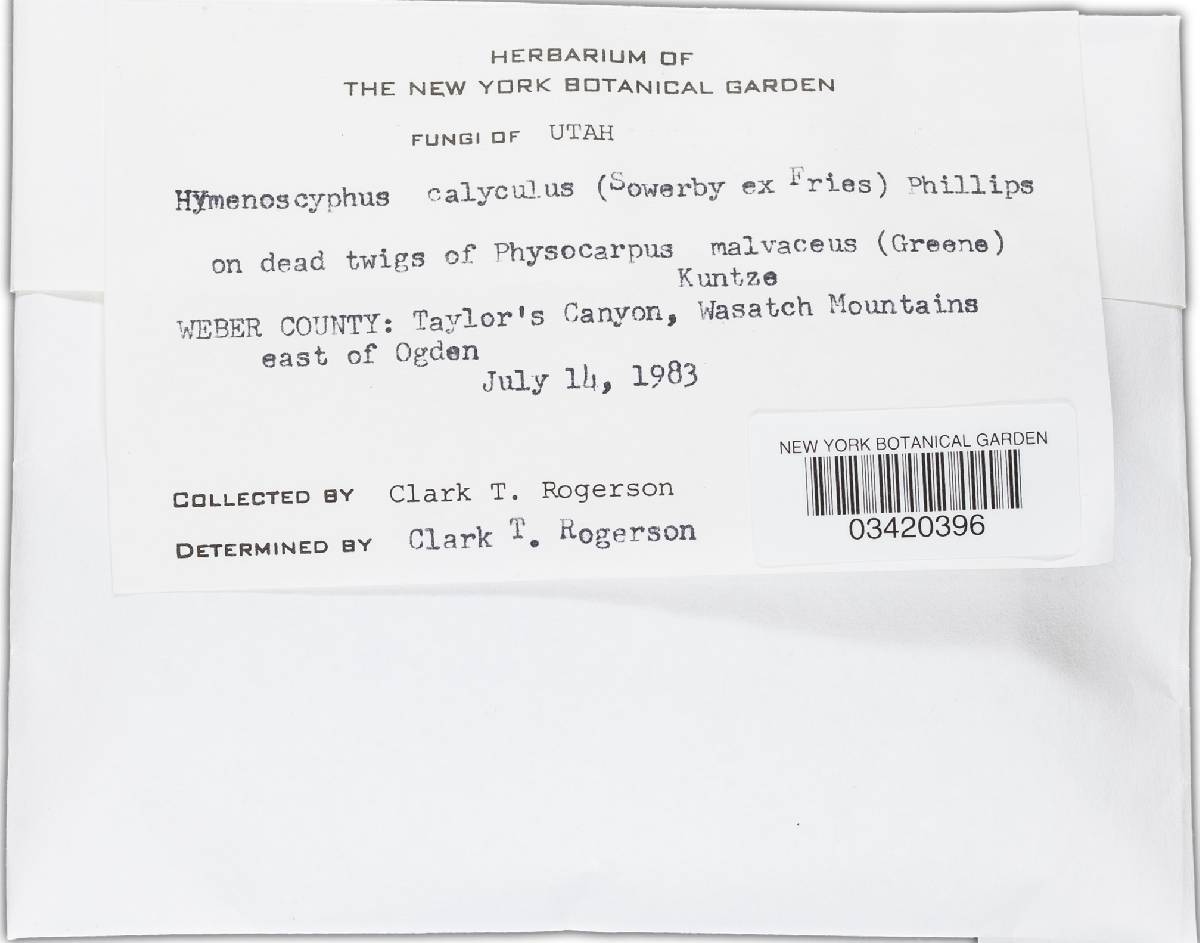 HERBARIUM OF
THE NEW YORK BOTANICAL GARDEN
FUNGI OF UTAH
Hymenoscyphus calyculus (Sowerby ex Fries) Phillips
on dead twigs of Physocarpus malvaceus (Greene)
Kuntze
WEBER COUNTY: Taylor's Canyon, Wasatch Mountains
east of Ogden
July 14, 1983
NEW YORK BOTANICAL GARDEN
03420396
COLLECTED BY Clark T. Rogerson
DETERMINED BY Clark T. Rogerson